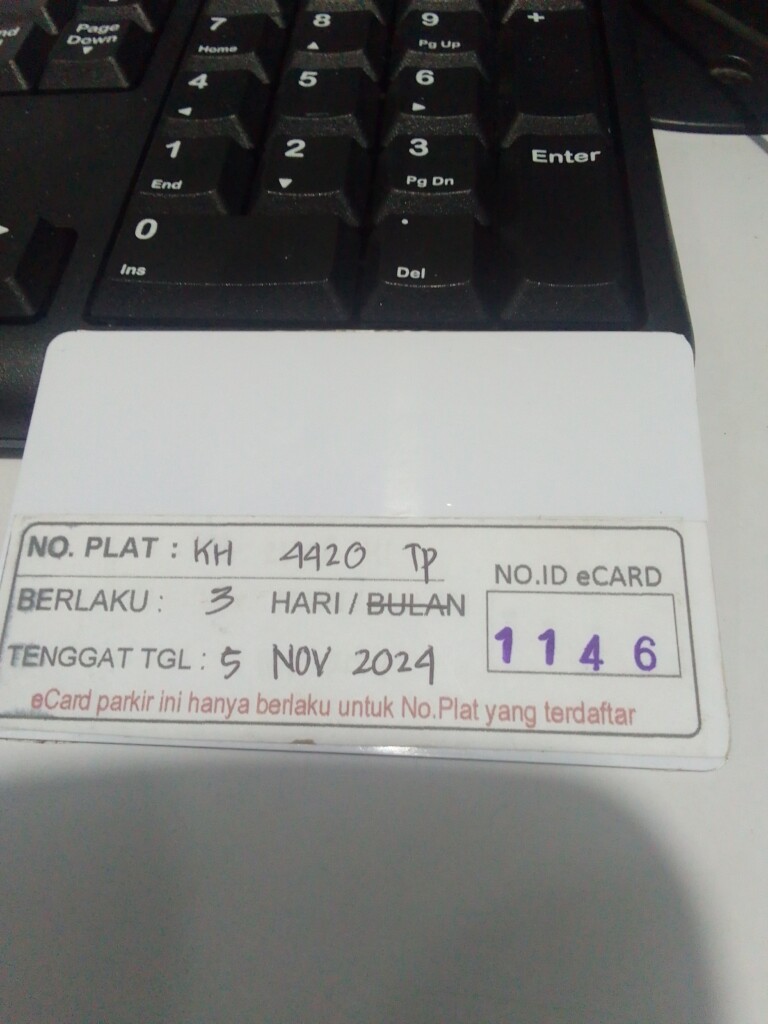 Page Down
7 Home
8
9 Pg Up
+
4
5
6
1 End
2
3 Pg Dn
Enter
0 Ins
. Del
NO. PLAT : KH 4420 TP
BERLAKU : 3 HARI / BULAN
TENGGAT TGL : 5 NOV 2024
NO.ID eCARD
1146
eCard parkir ini hanya berlaku untuk No.Plat yang terdaftar